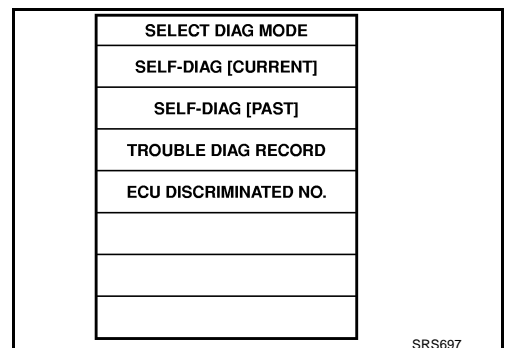 SELECT DIAG MODE
SELF-DIAG [CURRENT]
SELF-DIAG [PAST]
TROUBLE DIAG RECORD
ECU DISCRIMINATED NO.
SRS697